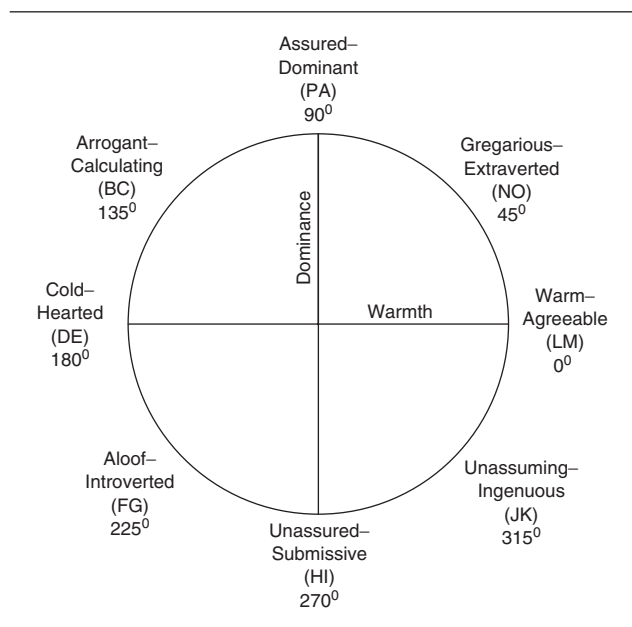 Assured–
Dominant
(PA)
90⁰
Arrogant–
Calculating
(BC)
135⁰
Gregarious–
Extraverted
(NO)
45⁰
Dominance
Cold–
Hearted
(DE)
180⁰
Warmth
Warm–
Agreeable
(LM)
0⁰
Aloof–
Introverted
(FG)
225⁰
Unassuming–
Ingenuous
(JK)
315⁰
Unassured–
Submissive
(HI)
270⁰